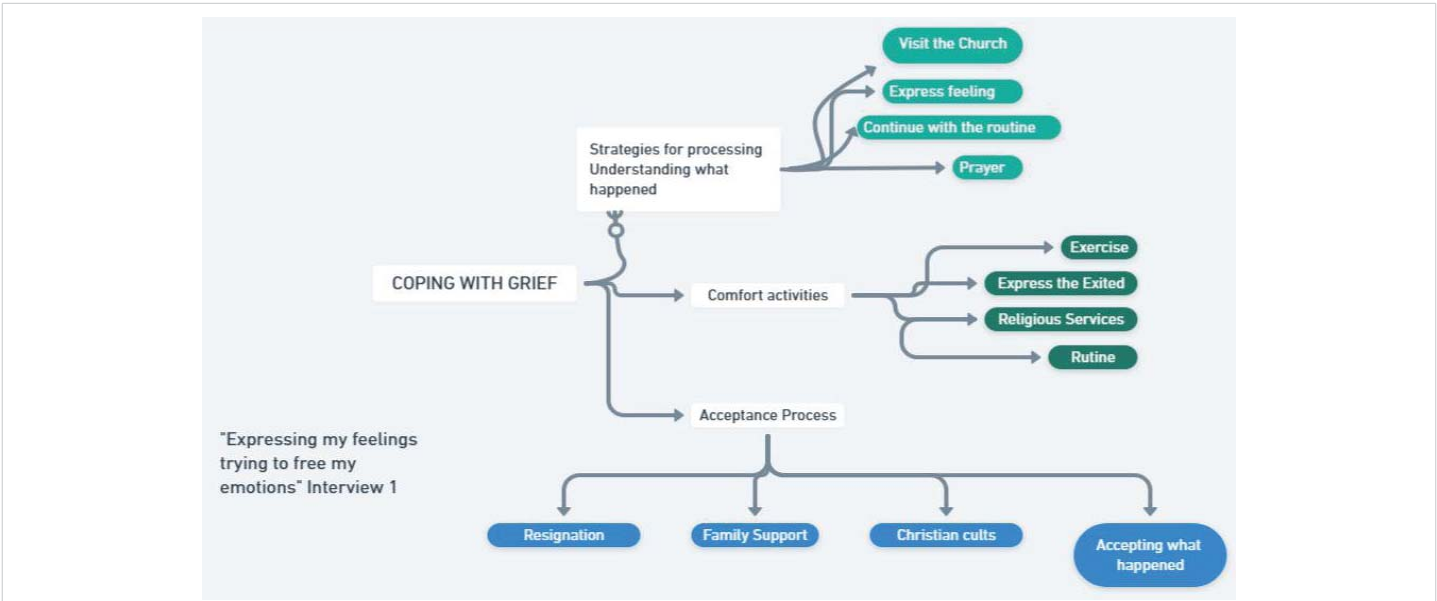 Visit the Church
Express feeling
Continue with the routine
Prayer
Strategies for processing
Understanding what
happened
COPING WITH GRIEF
Comfort activities
Exercise
Express the Exited
Religious Services
Rutine
Acceptance Process
"Expressing my feelings
trying to free my
emotions" Interview 1
Resignation
Family Support
Christian cults
Accepting what
happened